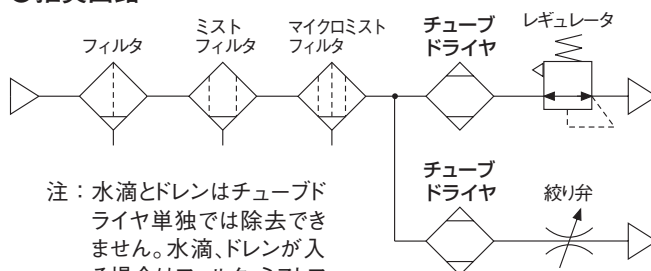 フィルタ
ミスト
フィルタ
マイクロミスト
フィルタ
チューブ
ドライヤ
レギュレータ
チューブ
ドライヤ
絞り弁
注：水滴とドレンはチューブド
ライヤ単独では除去でき
ません。水滴、ドレンが入